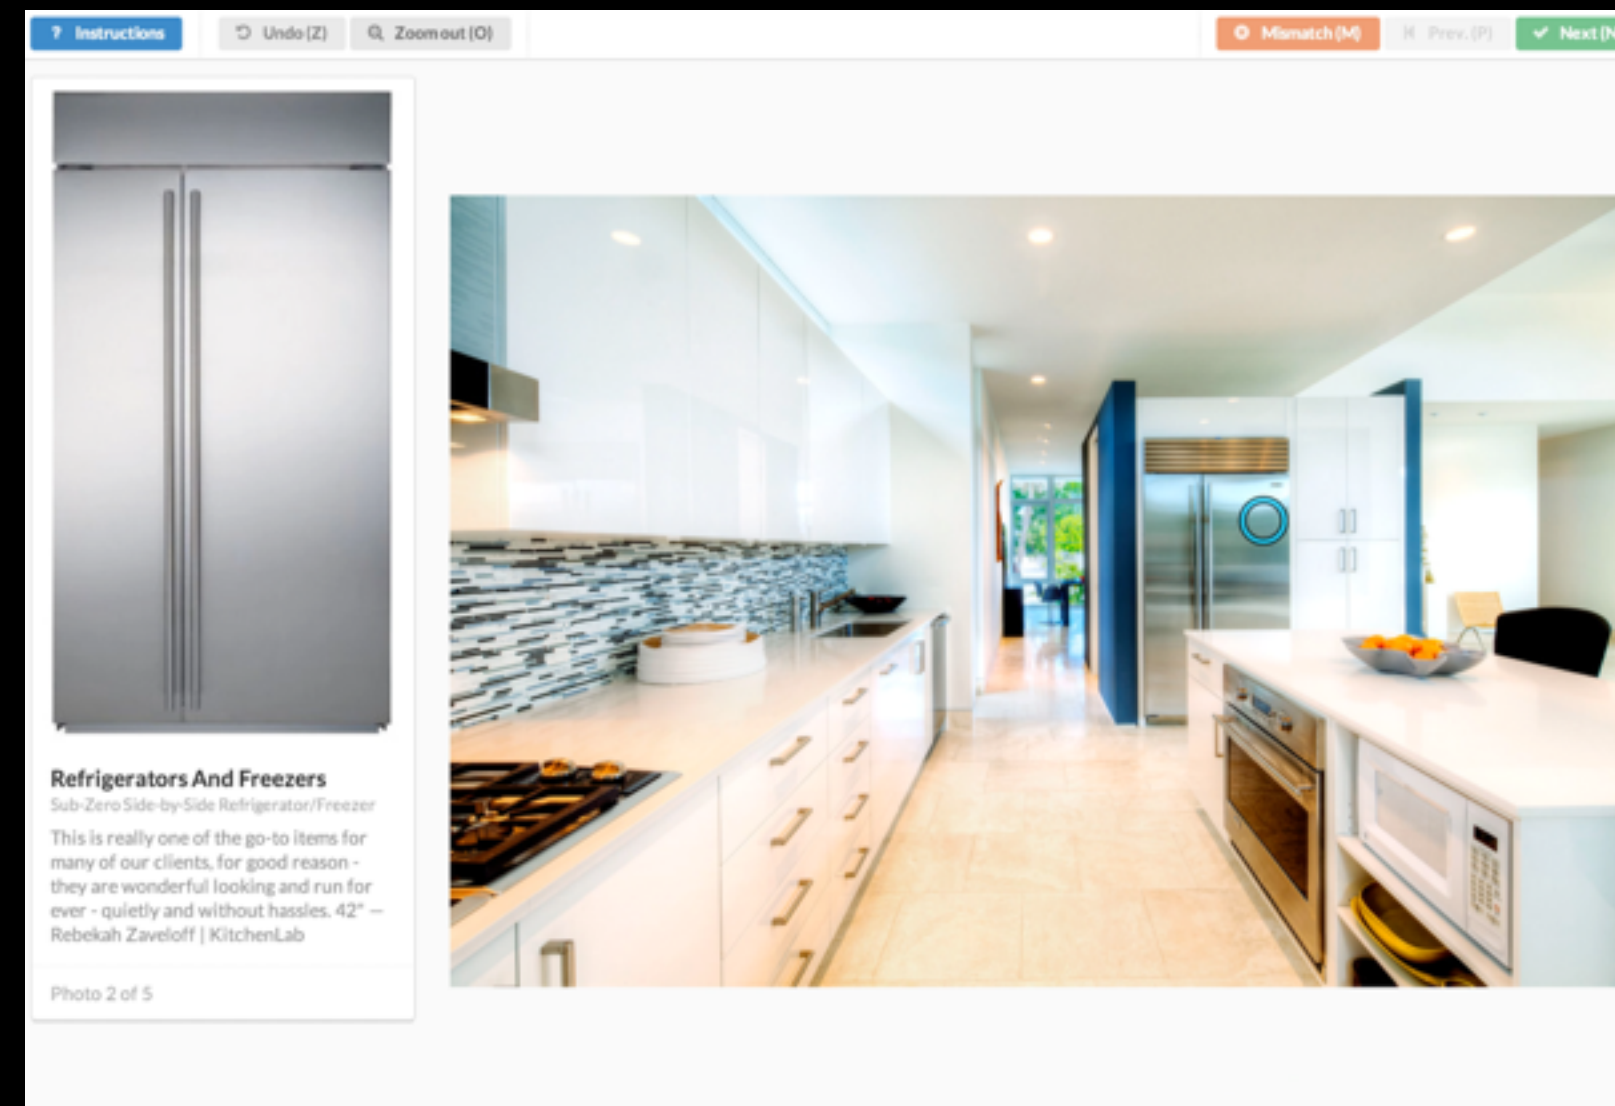 ? Instructions
Undo (Z)
Zoom out (O)
Mismatch (M)
Prev. (P)
Next (N
Refrigerators And Freezers
Sub-Zero Side-by-Side Refrigerator/Freezer
This is really one of the go-to items for
many of our clients, for good reason -
they are wonderful looking and run for
ever - quietly and without hassles. 42" —
Rebekah Zaveloff | KitchenLab
Photo 2 of 5